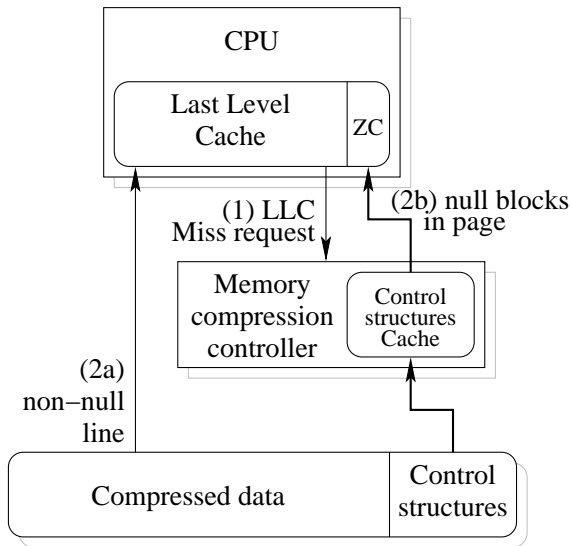 CPU
Last Level
Cache
ZC
(1) LLC
Miss request
(2b) null blocks
in page
Memory
compression
controller
Control
structures
Cache
(2a)
non−null
line
Compressed data
Control
structures